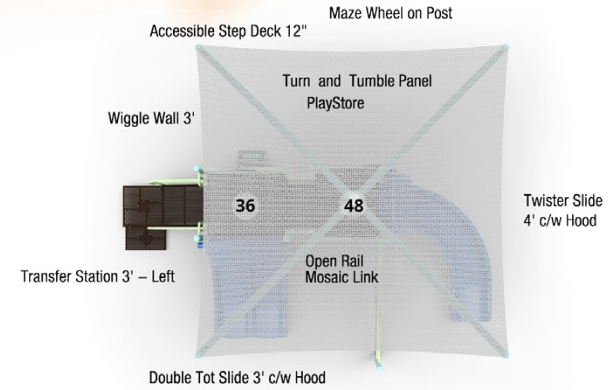 Maze Wheel on Post
Accessible Step Deck 12"
Turn and Tumble Panel
PlayStore
Wiggle Wall 3'
36
48
Twister Slide
4' c/w Hood
Open Rail
Mosaic Link
Transfer Station 3' – Left
Double Tot Slide 3' c/w Hood